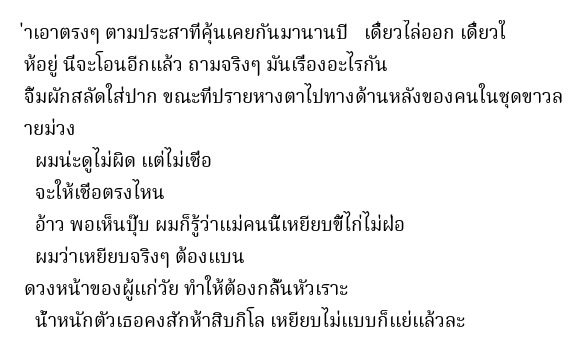 ่าเอาตรงๆ ตามประสาที่คุ้นเคยกันมานานปี   เดี๋ยวไล่ออก เดี๋ยวใ
ห้อยู่ นี่จะโอนอีกแล้ว ถามจริงๆ มันเรื่องอะไรกัน
จิ้มผักสลัดใส่ปาก ขณะที่ปรายหางตาไปทางด้านหลังของคนในชุดขาวล
ายม่วง
ผมน่ะดูไม่ผิด แต่ไม่เชื่อ
จะให้เชื่อตรงไหน
อ้าว พอเห็นปุ๊บ ผมก็รู้ว่าแม่คนนี้เหยียบขี้ไก่ไม่ฝ่อ
ผมว่าเหยียบจริงๆ ต้องแบน
ดวงหน้าของผู้แก่วัย ทำให้ต้องกลั้นหัวเราะ
น้ำหนักตัวเธอคงสักห้าสิบกิโล เหยียบไม่แบบก็แย่แล้วละ